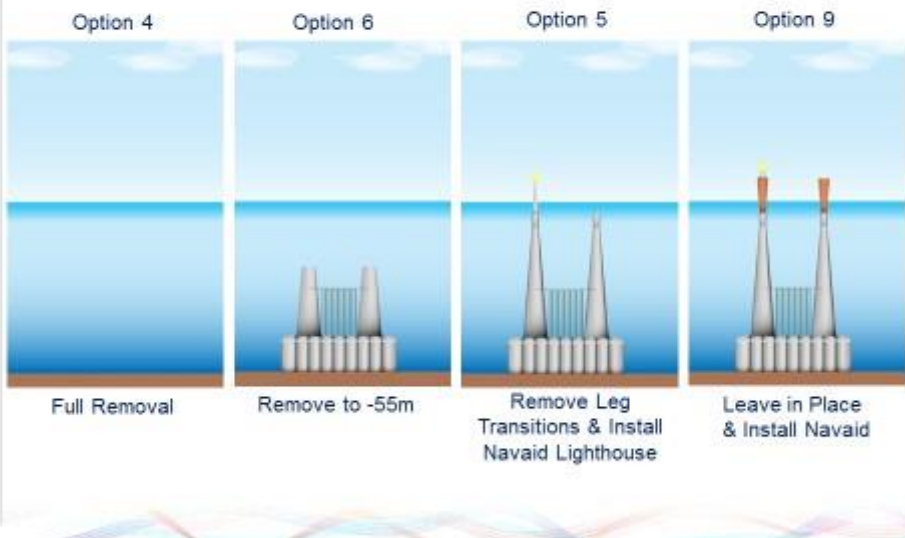 Option 4
Option 6
Option 5
Option 9
Full Removal
Remove to -55m
Remove Leg
Transitions & Install
Navaid Lighthouse
Leave in Place
& Install Navaid